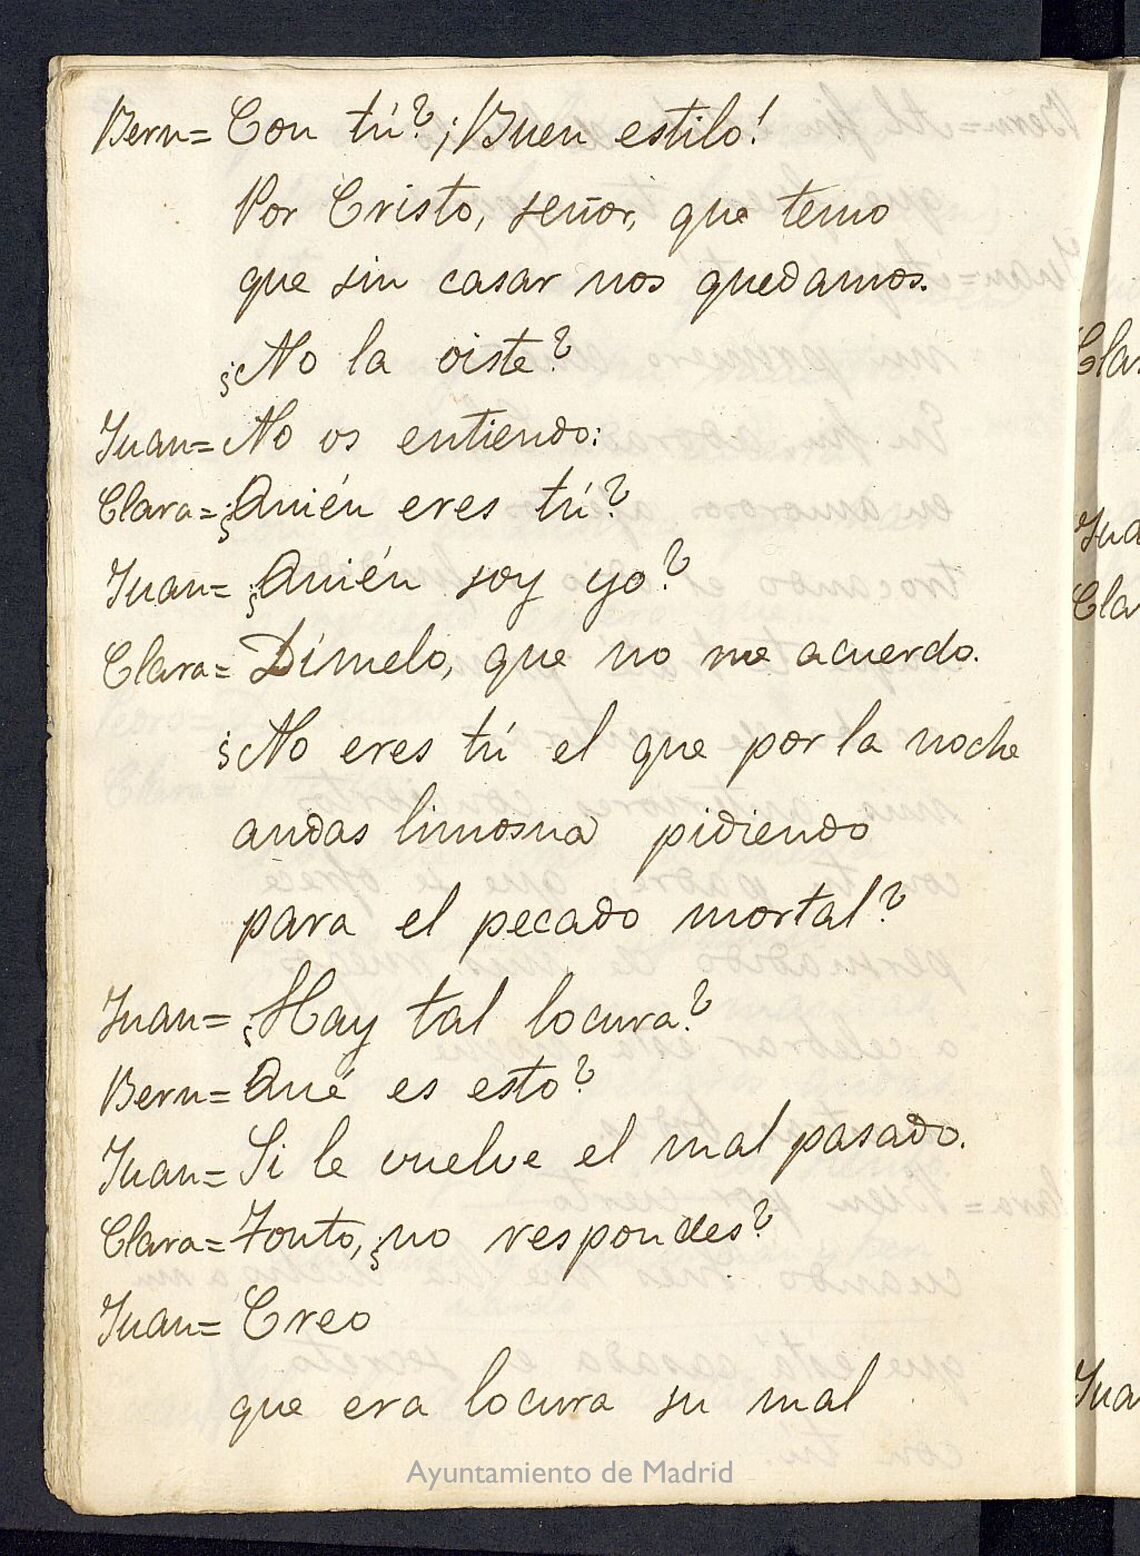 Bern= Con tú? ¡Buen estilo!
Por Cristo, señor, que temo
que sin casar nos quedamos.
¿No la oiste?
Juan= No os entiendo:
Clara= ¿Quién eres tú?
Juan= ¿Quién soy yo?
Clara= Dímelo, que no me acuerdo.
¿No eres tú el que por la noche
andas limosna pidiendo
para el pecado mortal?
Juan= ¿Hay tal locura?
Bern= Qué es esto?
Juan= Si le vuelve el mal pasado.
Clara= Tonto, ¿no respondes?
Juan= Creo
que era locura su mal
Ayuntamiento de Madrid
Cla
Jua
Cla
Jua